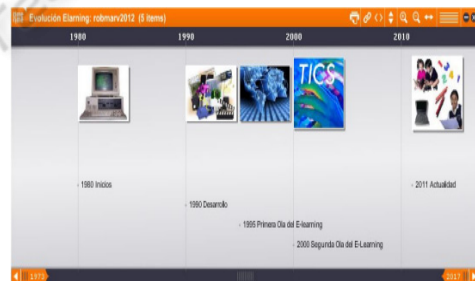 Evolución Elarning: robmarv2012 (5 items)
1980 1990 2000 2010
TICS
1980 Inicios
2011 Actualidad
1990 Desarrollo
1995 Primera Ola del E-learning
2000 Segunda Ola del E-Learning
1973 2017